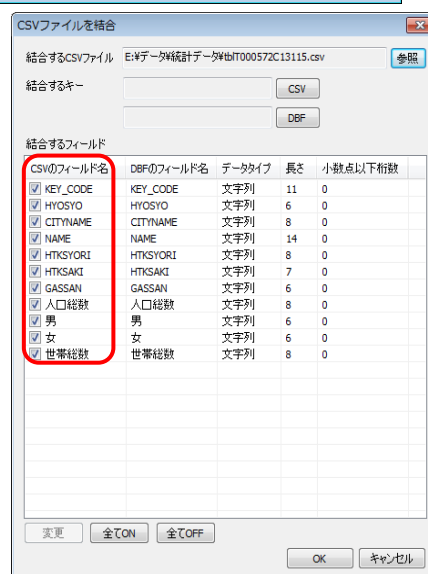 CSVファイルを結合
結合するCSVファイル E:¥データ¥統計データ¥tblT000572C13115.csv 参照
結合するキー CSV
DBF
結合するフィールド
CSVのフィールド名 DBFのフィールド名 データタイプ 長さ 小数点以下桁数
KEY_CODE KEY_CODE 文字列 11 0
HYOSYO HYOSYO 文字列 6 0
CITYNAME CITYNAME 文字列 8 0
NAME NAME 文字列 14 0
HTKSYORI HTKSYORI 文字列 8 0
HTKSAKI HTKSAKI 文字列 7 0
GASSAN GASSAN 文字列 6 0
人口総数 人口総数 文字列 8 0
男 男 文字列 6 0
女 女 文字列 6 0
世帯総数 世帯総数 文字列 8 0
変更 全てON 全てOFF
OK キャンセル